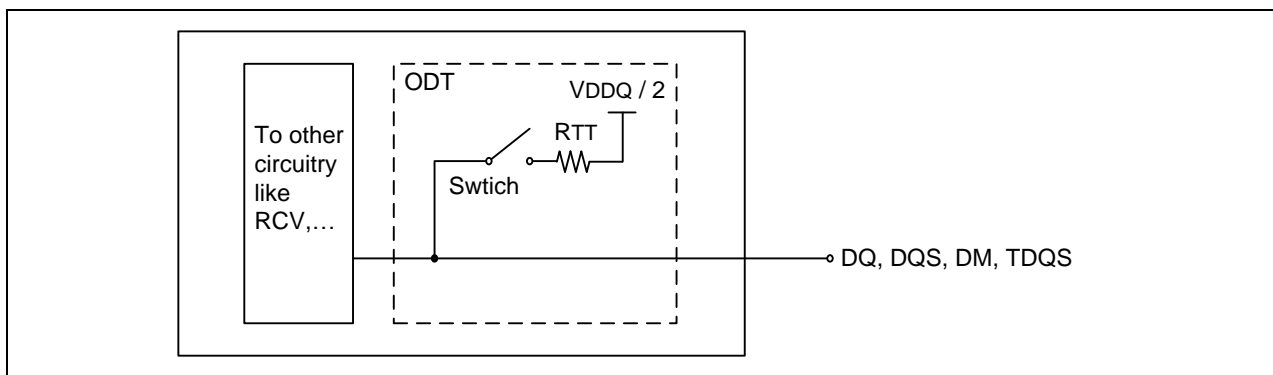 ODT
VDDQ / 2
To other
circuitry
like
RCV,…
RTT
Swtich
DQ, DQS, DM, TDQS